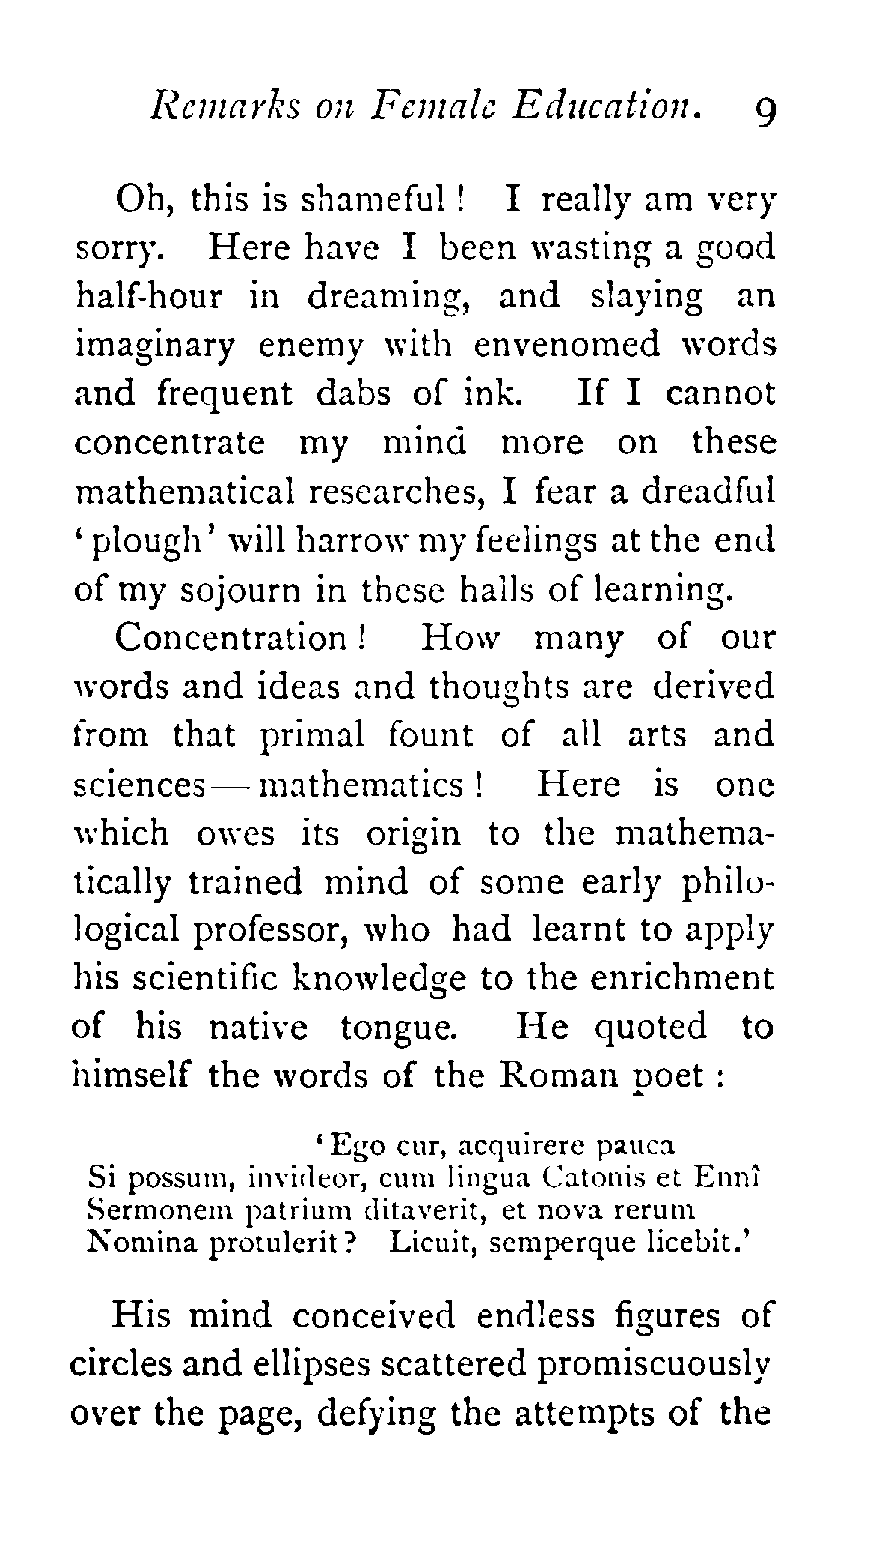 Remarks on Female Education. 9
Oh, this is shameful! I really am very
sorry. Here have I been wasting a good
half-hour in dreaming, and slaying an
imaginary enemy with envenomed words
and frequent dabs of ink. If I cannot
concentrate my mind more on these
mathematical researches, I fear a dreadful
‘plough’ will harrow my feelings at the end
of my sojourn in these halls of learning.
Concentration! How many of our
words and ideas and thoughts are derived
from that primal fount of all arts and
sciences—mathematics! Here is one
which owes its origin to the mathema-
tically trained mind of some early philo-
logical professor, who had learnt to apply
his scientific knowledge to the enrichment
of his native tongue. He quoted to
himself the words of the Roman poet:
‘Ego cur, acquirere pauca
Si possum, invideor, cum lingua Catonis et Ennî
Sermonem patrium ditaverit, et nova rerum
Nomina protulerit? Licuit, semperque licebit.’
His mind conceived endless figures of
circles and ellipses scattered promiscuously
over the page, defying the attempts of the